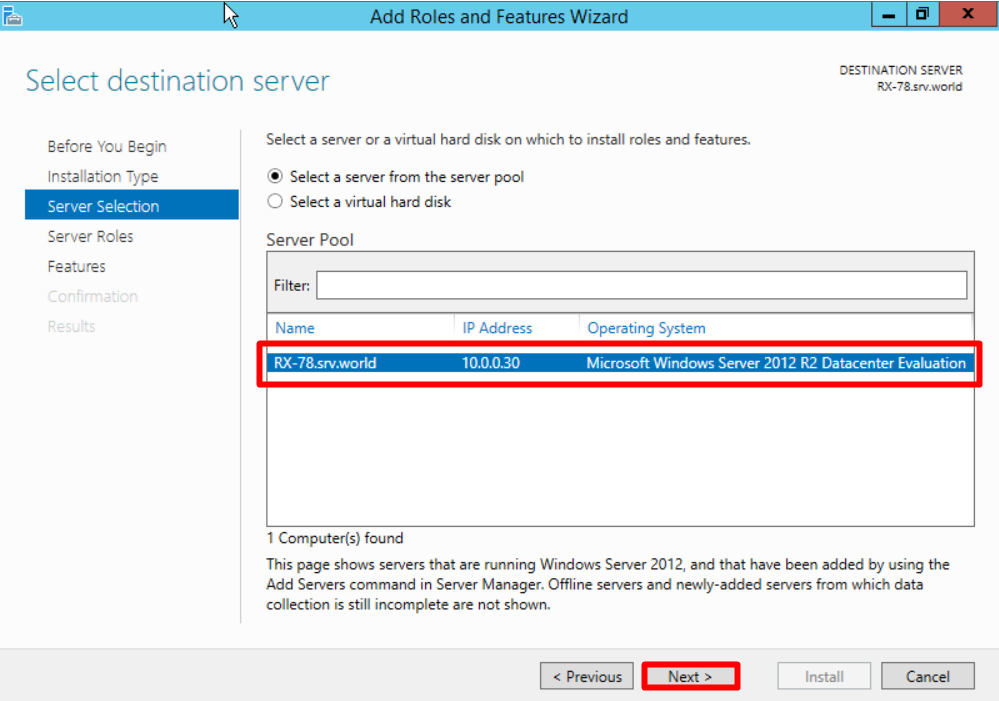 Add Roles and Features Wizard
Select destination server
DESTINATION SERVER
RX-78.srv.world
Before You Begin
Installation Type
Server Selection
Server Roles
Features
Confirmation
Results
Select a server or a virtual hard disk on which to install roles and features.
Select a server from the server pool
Select a virtual hard disk
Server Pool
Filter:
Name IP Address Operating System
RX-78.srv.world 10.0.0.30 Microsoft Windows Server 2012 R2 Datacenter Evaluation
1 Computer(s) found
This page shows servers that are running Windows Server 2012, and that have been added by using the
Add Servers command in Server Manager. Offline servers and newly-added servers from which data
collection is still incomplete are not shown.
< Previous Next > Install Cancel